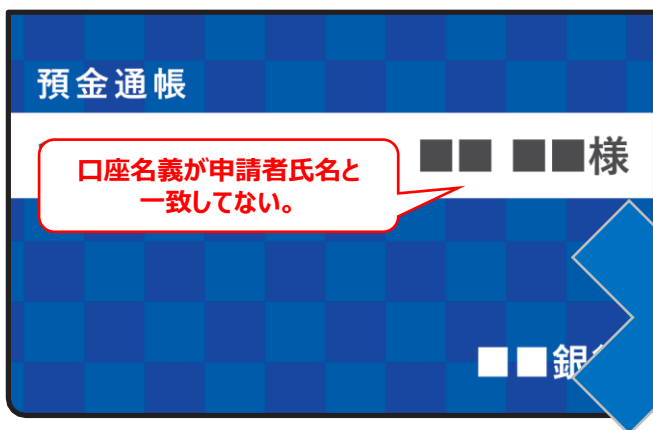 預金通帳
■■ ■■様
口座名義が申請者氏名と
一致してない。
■■銀